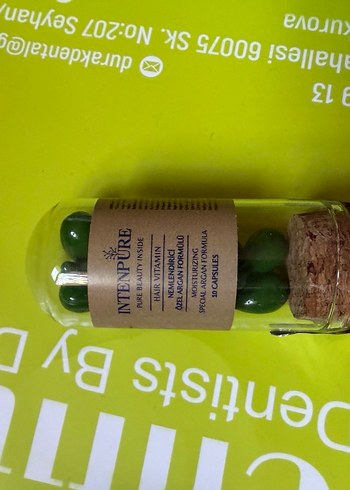 INTENPURE
PURE BEAUTY INSIDE
HAIR VITAMIN
NEMLENDİRİCİ
ÖZEL ARGAN FORMÜLÜ
MOISTURIZING
SPECIAL ARGAN FORMULA
10 CAPSULES
Dentists By D
ahallesi 60075 Sk. No:207 Seyhan/
kurova
durakdental@g
9 13